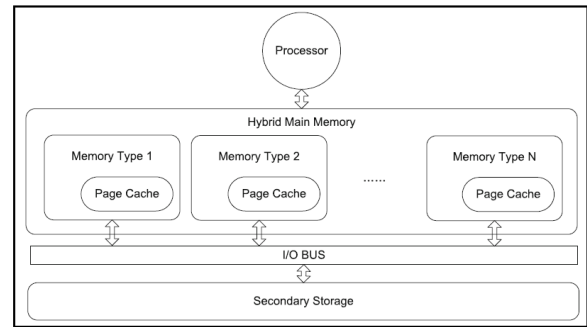 Processor
Hybrid Main Memory
Memory Type 1
Memory Type 2
......
Memory Type N
Page Cache
Page Cache
Page Cache
I/O BUS
Secondary Storage